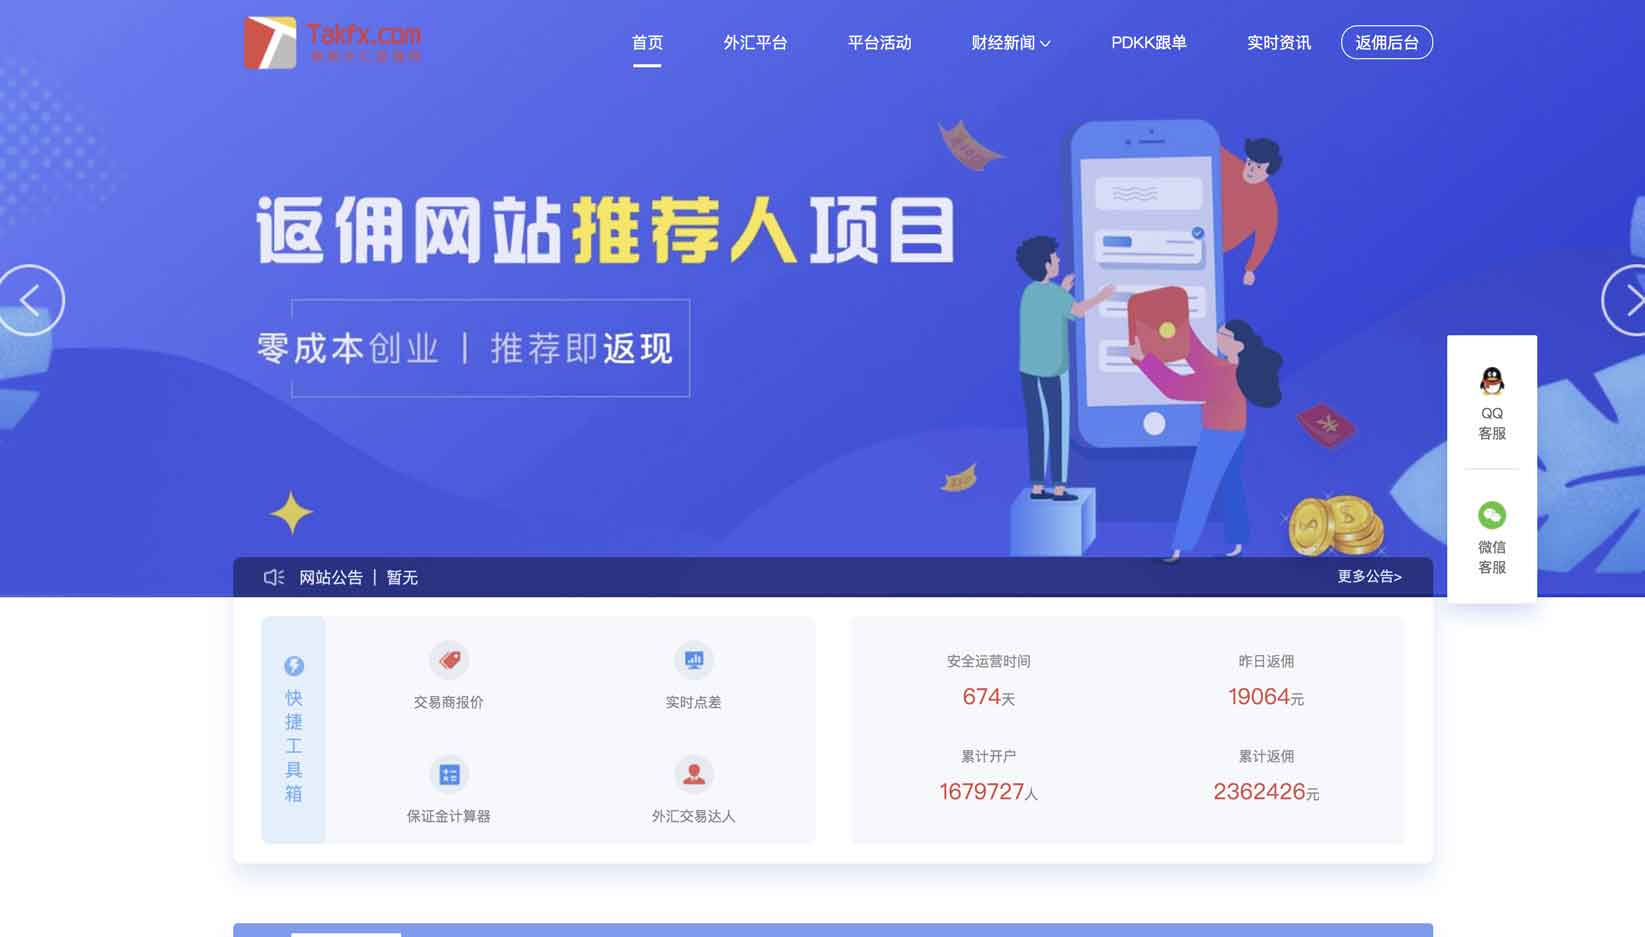 Takfx.com
首页
外汇平台
平台活动
财经新闻
PDKK跟单
实时资讯
返佣后台
返佣网站推荐人项目
零成本创业 | 推荐即返现
QQ
客服
微信
客服
网站公告 | 暂无
更多公告>
快捷工具箱
交易商报价
实时点差
保证金计算器
外汇交易达人
安全运营时间
674天
昨日返佣
19064元
累计开户
1679727人
累计返佣
2362426元